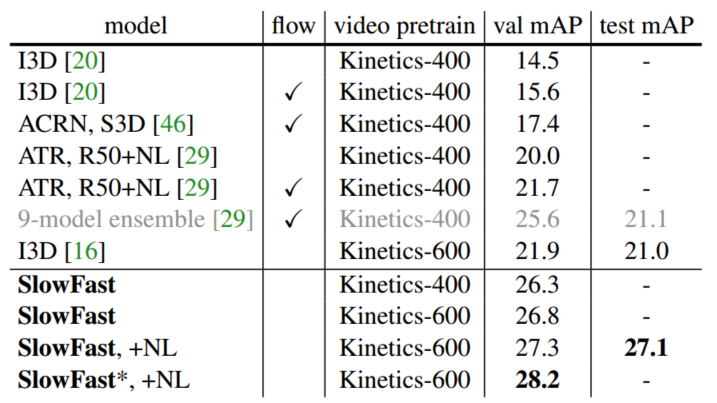 model flow video pretrain val mAP test mAP
I3D [20] Kinetics-400 14.5 -
I3D [20] ✓ Kinetics-400 15.6 -
ACRN, S3D [46] ✓ Kinetics-400 17.4 -
ATR, R50+NL [29] Kinetics-400 20.0 -
ATR, R50+NL [29] ✓ Kinetics-400 21.7 -
9-model ensemble [29] ✓ Kinetics-400 25.6 21.1
I3D [16] Kinetics-600 21.9 21.0
SlowFast Kinetics-400 26.3 -
SlowFast Kinetics-600 26.8 -
SlowFast, +NL Kinetics-600 27.3 27.1
SlowFast*, +NL Kinetics-600 28.2 -